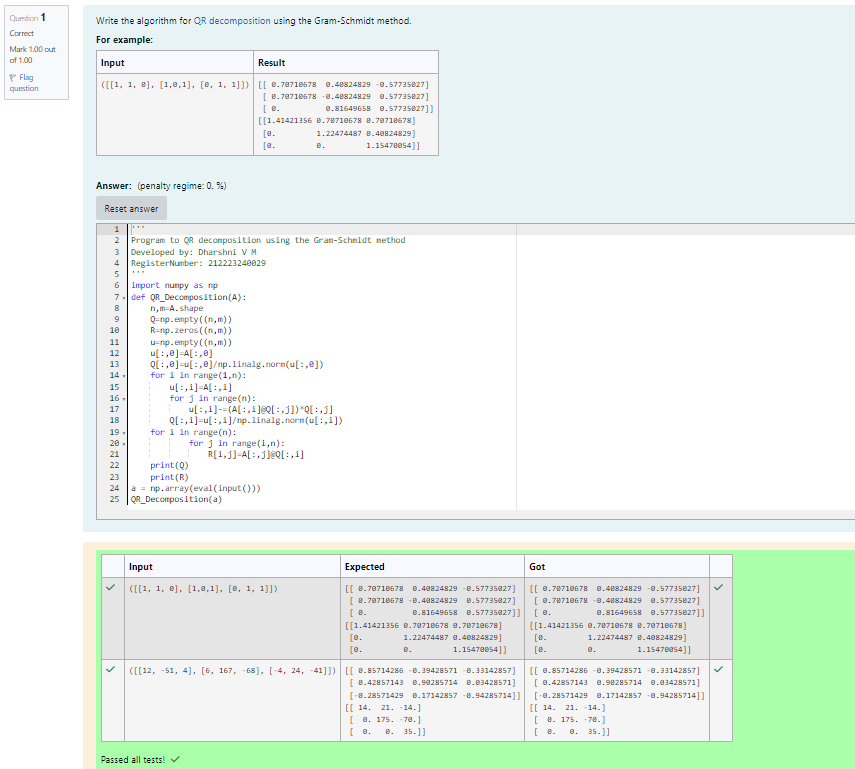 Question 1
Correct
Mark 1.00 out
of 1.00
Flag
question
Write the algorithm for QR decomposition using the Gram-Schmidt method.
For example:
Input Result
([[1, 1, 0], [1,0,1], [0, 1, 1]]) [[ 0.70710678 0.40824829 -0.57735027]
[ 0.70710678 -0.40824829 0.57735027]
[ 0. 0.81649658 0.57735027]]
[[1.41421356 0.70710678 0.70710678]
[0. 1.22474487 0.40824829]
[0. 0. 1.15470054]]
Answer: (penalty regime: 0, %)
Reset answer
1 '''
2 Program to QR decomposition using the Gram-Schmidt method
3 Developed by: Dharshni V M
4 RegisterNumber: 212223240029
5 '''
6 import numpy as np
7 def QR_Decomposition(A):
8 n,m=A.shape
9 Q=np.empty((n,m))
10 R=np.zeros((n,m))
11 u=np.empty((n,m))
12 u[:,0]=A[:,0]
13 Q[:,0]=u[:,0]/np.linalg.norm(u[:,0])
14 for i in range(1,n):
15 u[:,i]=A[:,i]
16 for j in range(n):
17 u[:,i]-=(A[:,i]@Q[:,j])*Q[:,j]
18 Q[:,i]=u[:,i]/np.linalg.norm(u[:,i])
19 for i in range(n):
20 for j in range(i,n):
21 R[i,j]=A[:,j]@Q[:,i]
22 print(Q)
23 print(R)
24 a = np.array(eval(input()))
25 QR_Decomposition(a)
Input Expected Got
([[1, 1, 0], [1,0,1], [0, 1, 1]]) [[ 0.70710678 0.40824829 -0.57735027] [[ 0.70710678 0.40824829 -0.57735027]
[ 0.70710678 -0.40824829 0.57735027] [ 0.70710678 -0.40824829 0.57735027]
[ 0. 0.81649658 0.57735027]] [ 0. 0.81649658 0.57735027]]
[[1.41421356 0.70710678 0.70710678] [[1.41421356 0.70710678 0.70710678]
[0. 1.22474487 0.40824829] [0. 1.22474487 0.40824829]
[0. 0. 1.15470054]] [0. 0. 1.15470054]]
([[12, -51, 4], [6, 167, -68], [-4, 24, -41]]) [[ 0.85714286 -0.39428571 -0.33142857] [[ 0.85714286 -0.39428571 -0.33142857]
[ 0.42857143 0.90285714 0.03428571] [ 0.42857143 0.90285714 0.03428571]
[-0.28571429 0.17142857 -0.94285714]] [-0.28571429 0.17142857 -0.94285714]]
[[ 14. 21. -14.] [[ 14. 21. -14.]
[ 0. 175. -70.] [ 0. 175. -70.]
[ 0. 0. 35.]] [ 0. 0. 35.]]
Passed all tests!